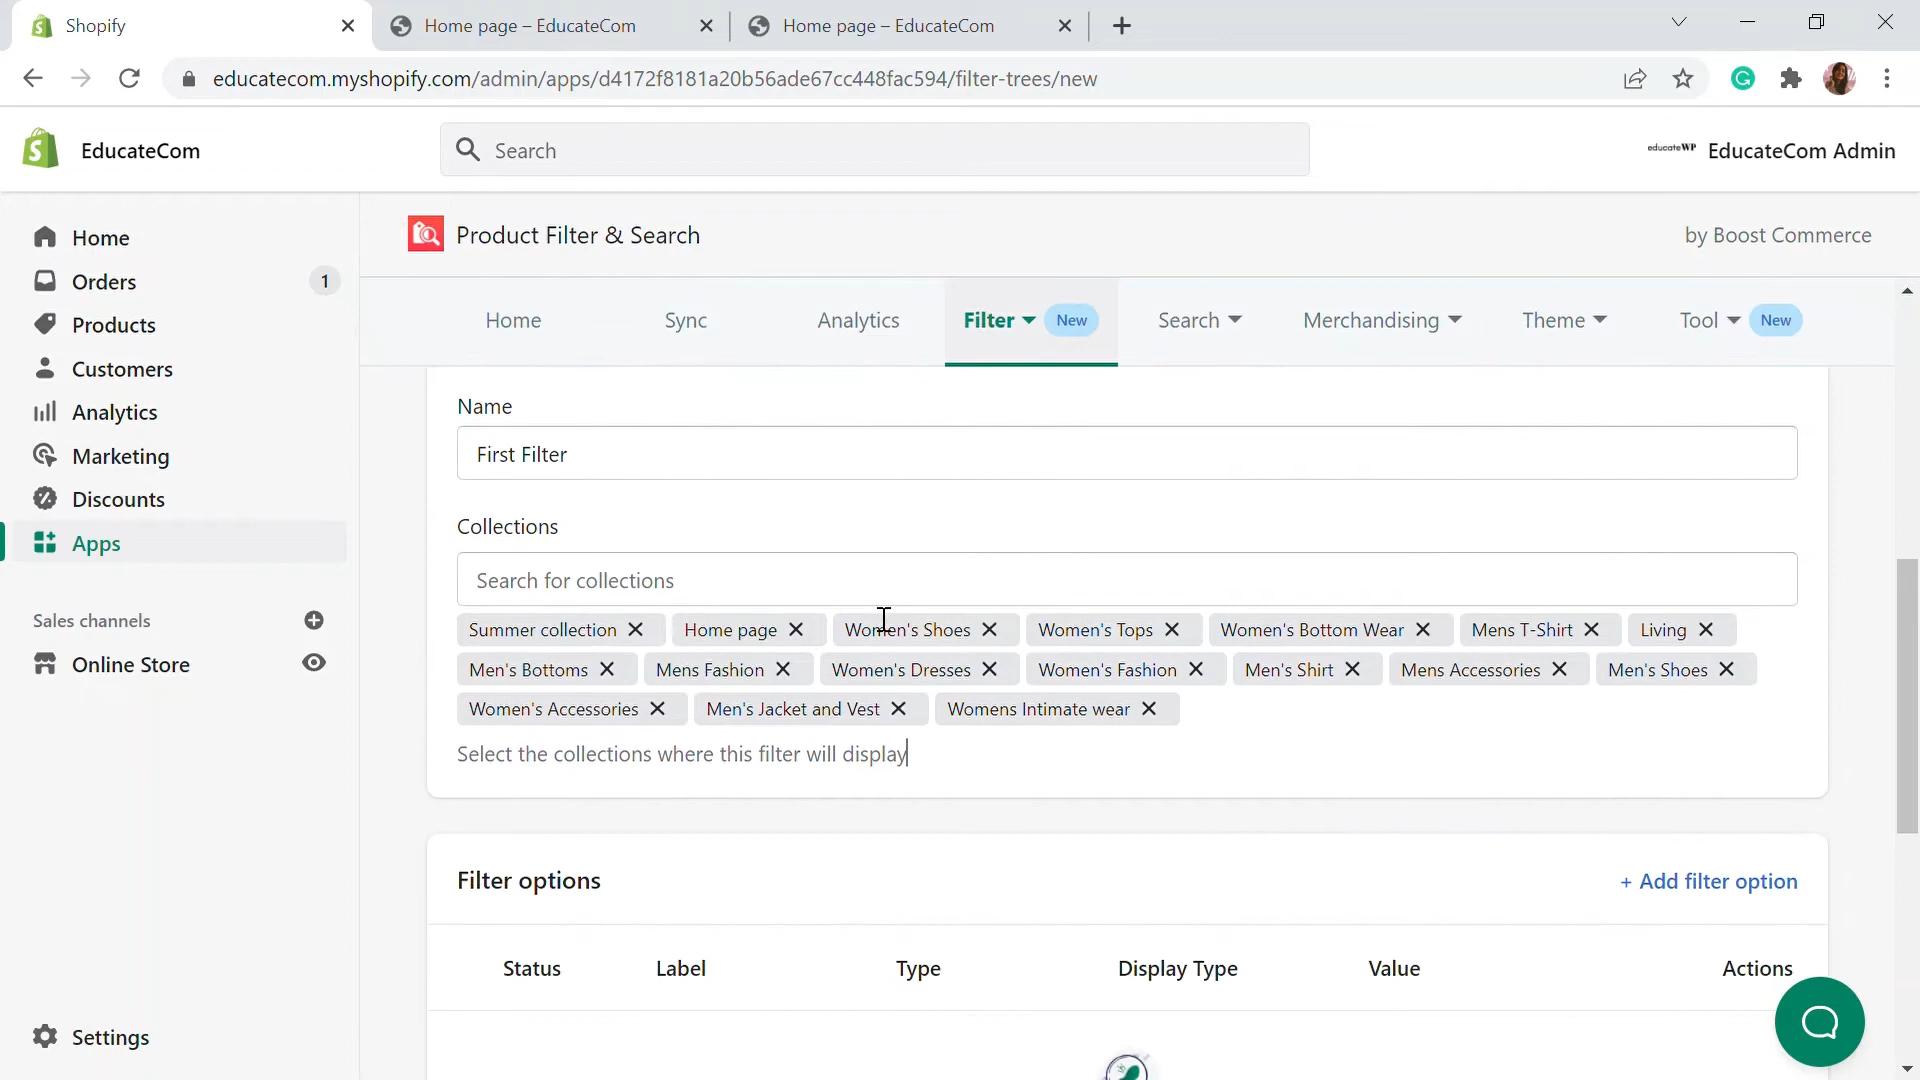 Shopify
Home page – EducateCom
Home page – EducateCom
educatecom.myshopify.com/admin/apps/d4172f8181a20b56ade67cc448fac594/filter-trees/new
EducateCom
Search
educateWP EducateCom Admin
Home
Orders 1
Products
Customers
Analytics
Marketing
Discounts
Apps
Sales channels
Online Store
Settings
Product Filter & Search
by Boost Commerce
Home Sync Analytics Filter New Search Merchandising Theme Tool New
Name
First Filter
Collections
Search for collections
Summer collection Home page Women's Shoes Women's Tops Women's Bottom Wear Mens T-Shirt Living
Men's Bottoms Mens Fashion Women's Dresses Women's Fashion Men's Shirt Mens Accessories Men's Shoes
Women's Accessories Men's Jacket and Vest Womens Intimate wear
Select the collections where this filter will display
Filter options
+ Add filter option
Status Label Type Display Type Value Actions